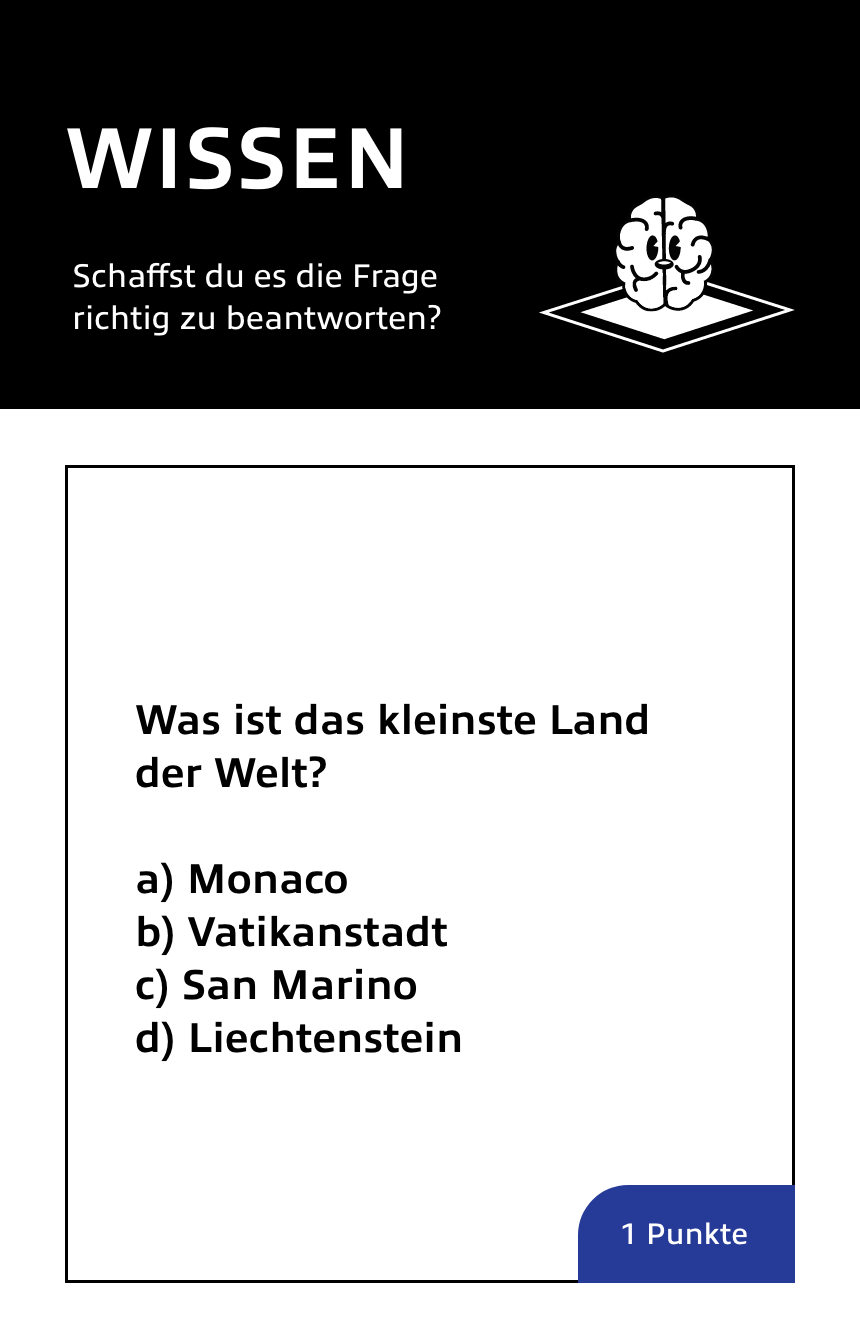 WISSEN
Schaffst du es die Frage
richtig zu beantworten?
Was ist das kleinste Land
der Welt?
a) Monaco
b) Vatikanstadt
c) San Marino
d) Liechtenstein
1 Punkte